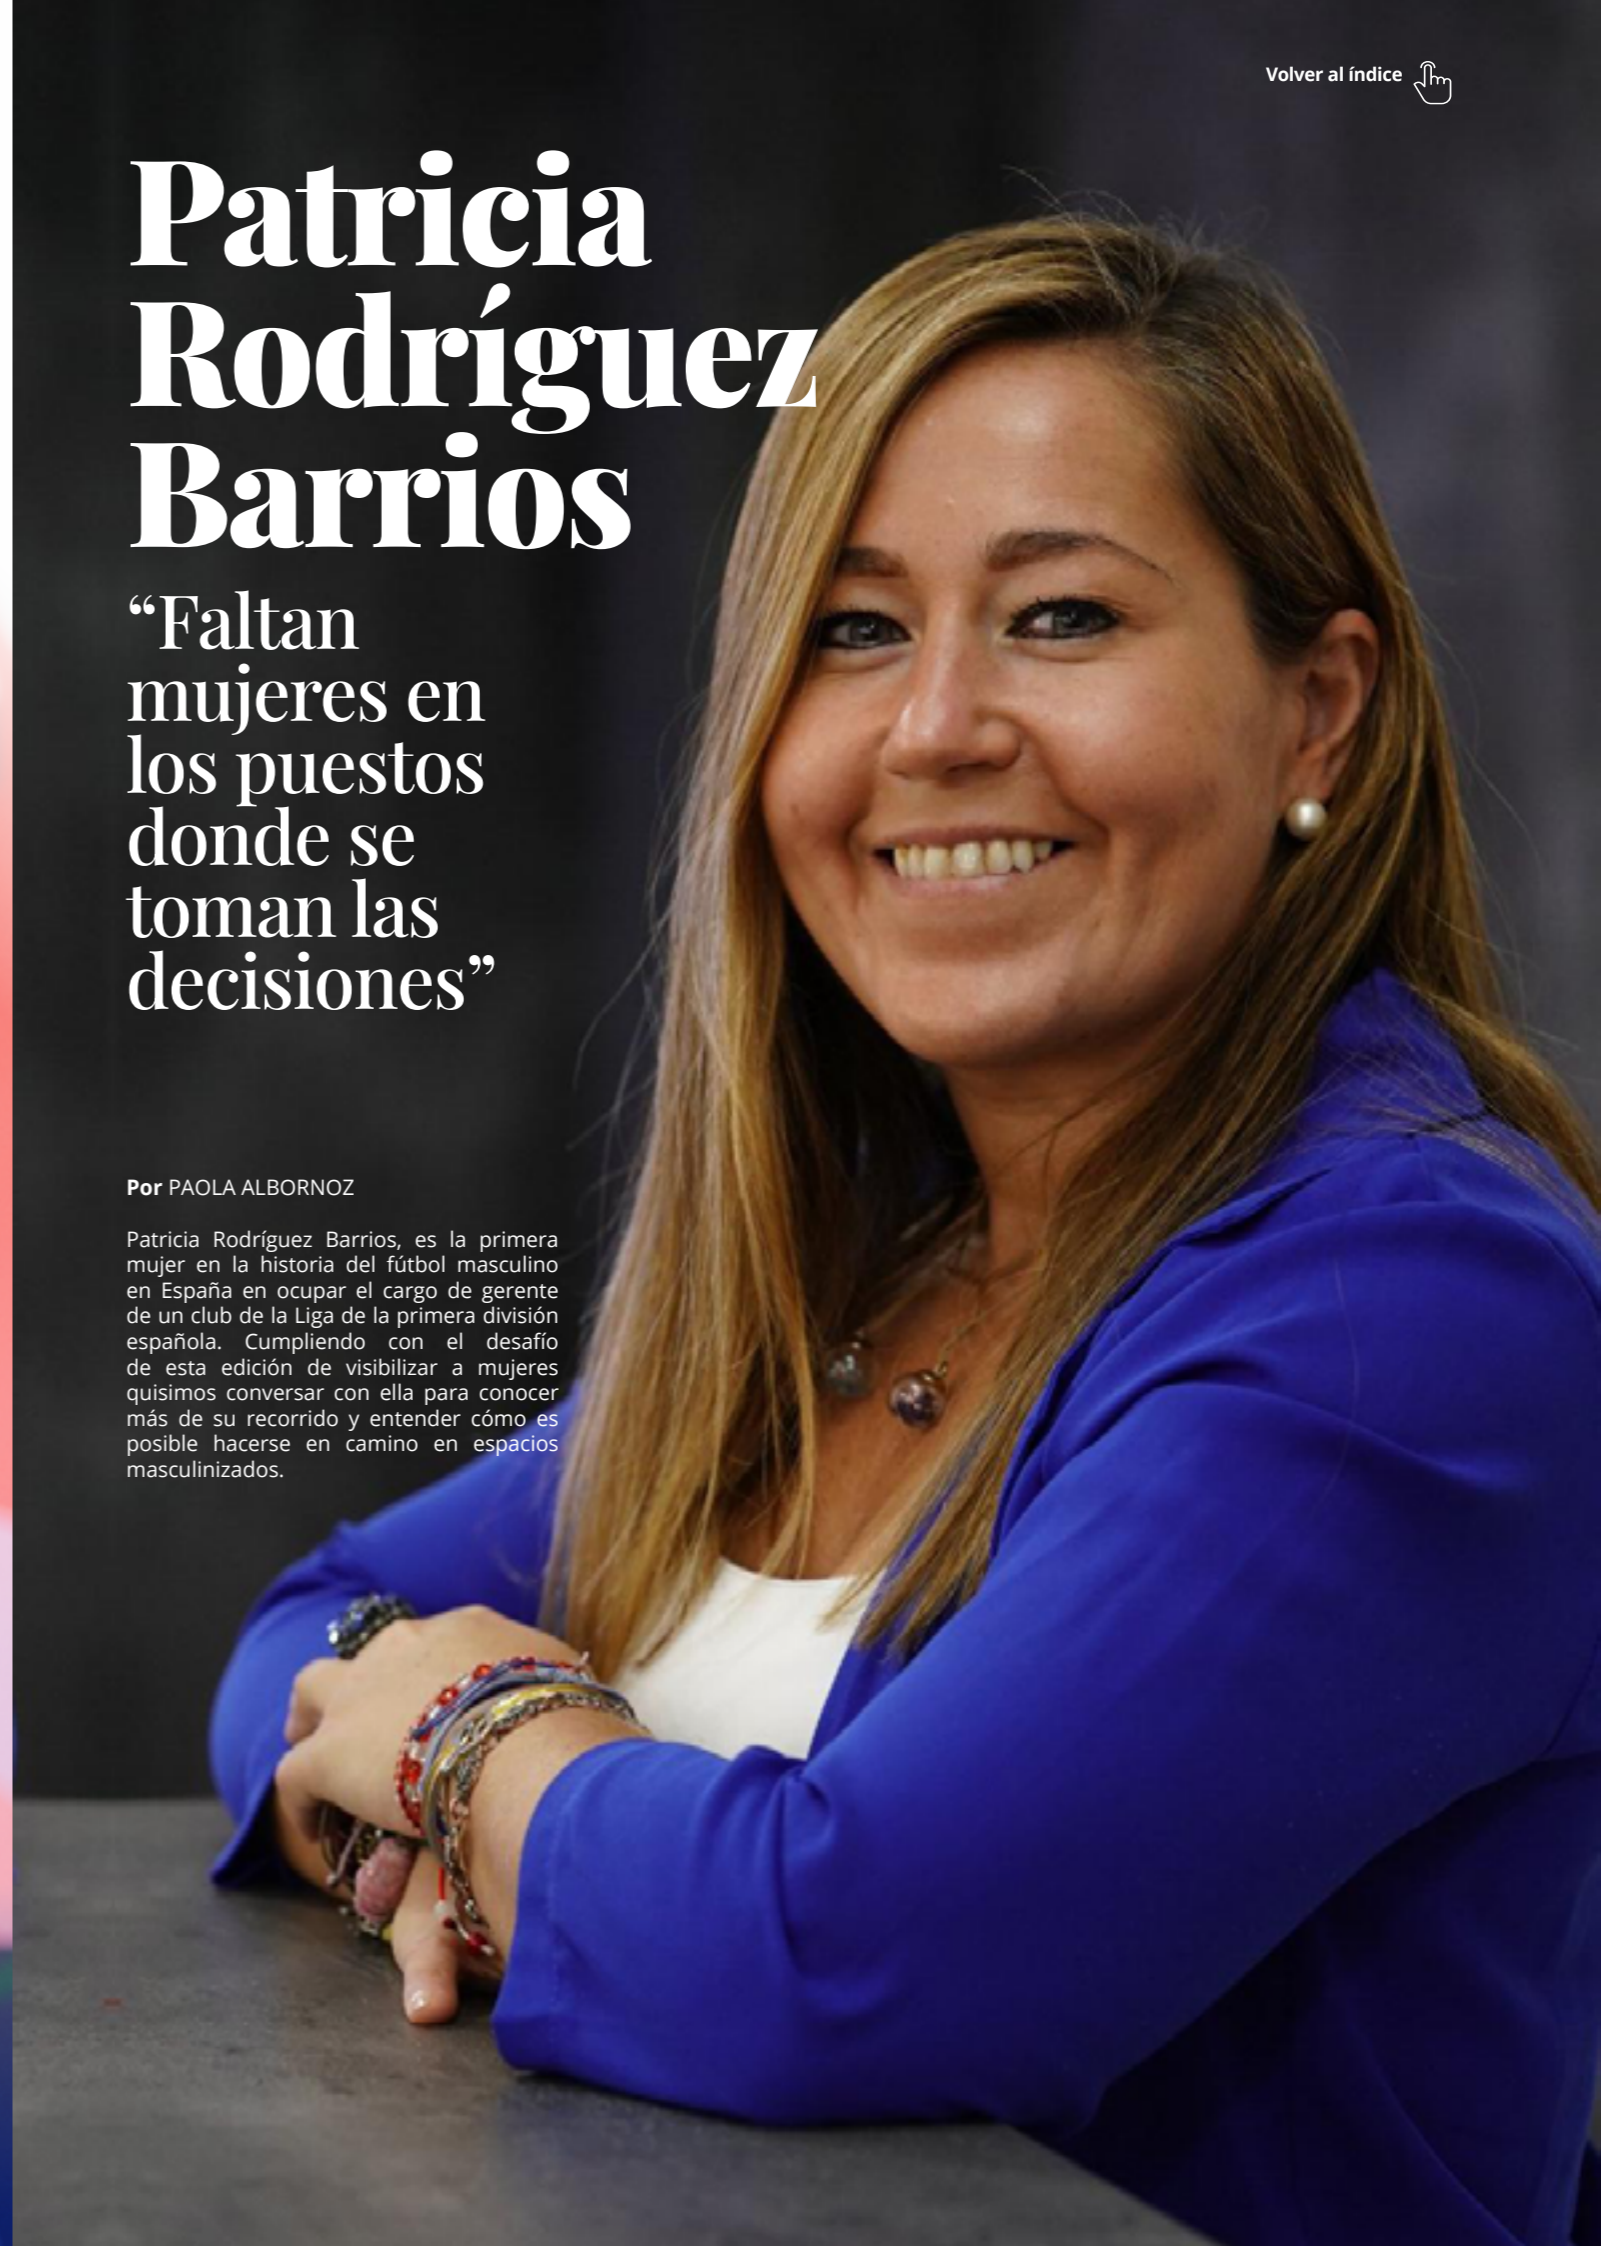 Volver al índice
Patricia
Rodríguez
Barrios
“Faltan
mujeres en
los puestos
donde se
toman las
decisiones”
Por PAOLA ALBORNOZ
Patricia Rodríguez Barrios, es la primera
mujer en la historia del fútbol masculino
en España en ocupar el cargo de gerente
de un club de la Liga de la primera división
española. Cumpliendo con el desafío
de esta edición de visibilizar a mujeres
quisimos conversar con ella para conocer
más de su recorrido y entender cómo es
posible hacerse en camino en espacios
masculinizados.